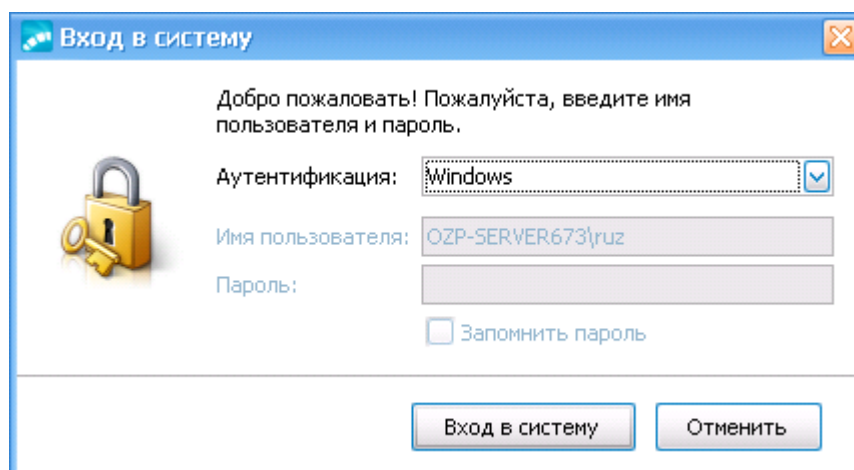 Вход в систему
Добро пожаловать! Пожалуйста, введите имя
пользователя и пароль.
Аутентификация: Windows
Имя пользователя: OZP-SERVER673\ruz
Пароль:
Запомнить пароль
Вход в систему Отменить